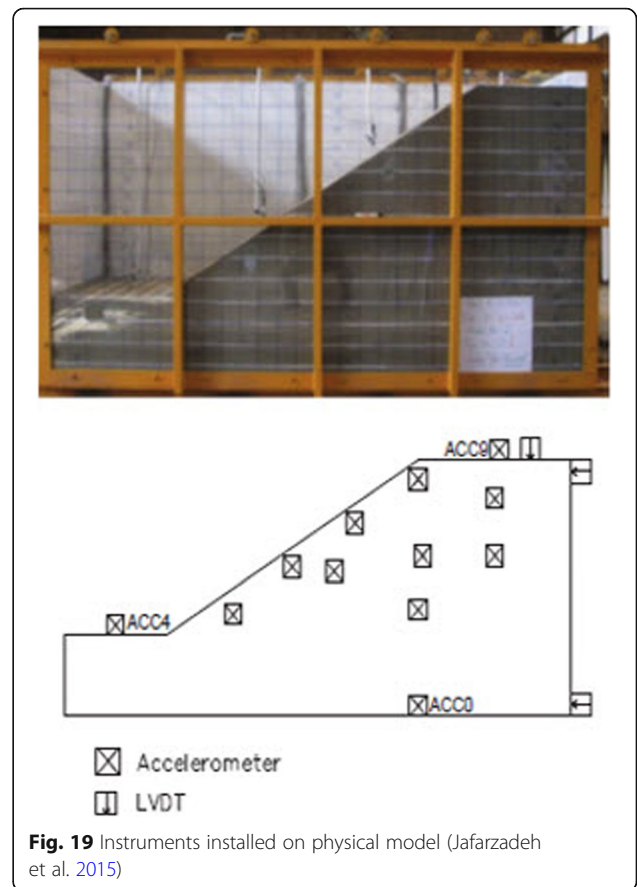 ACC9
ACC4
ACC0
Accelerometer
LVDT
Fig. 19 Instruments installed on physical model (Jafarzadeh
et al. 2015)